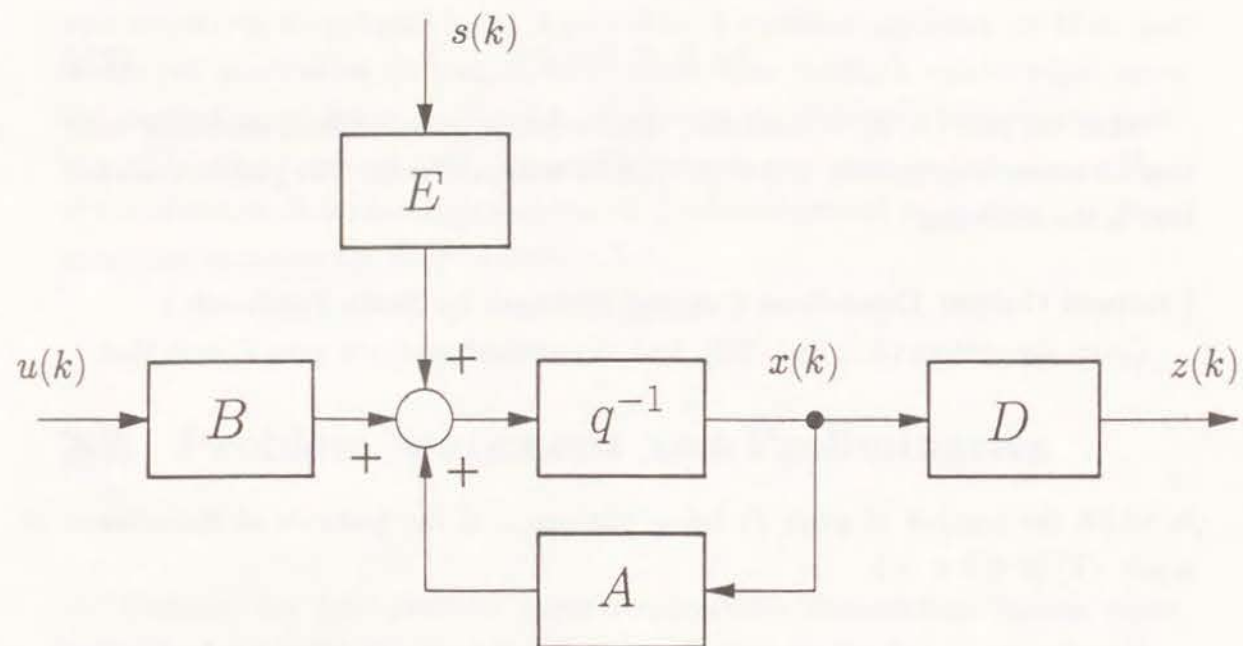 s(k)
E
+
u(k) B q⁻¹ x(k) D z(k)
+ +
A